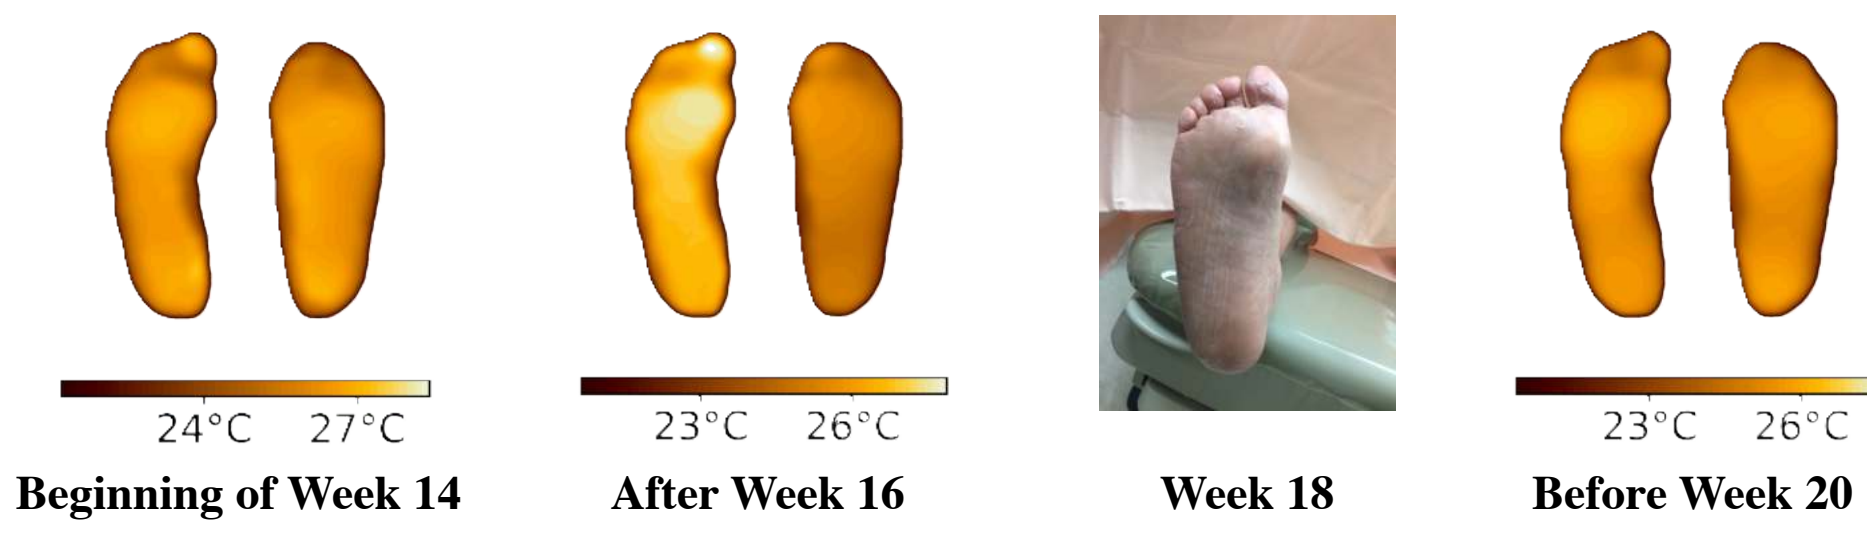 24°C 27°C
23°C 26°C
23°C 26°C
Beginning of Week 14
After Week 16
Week 18
Before Week 20